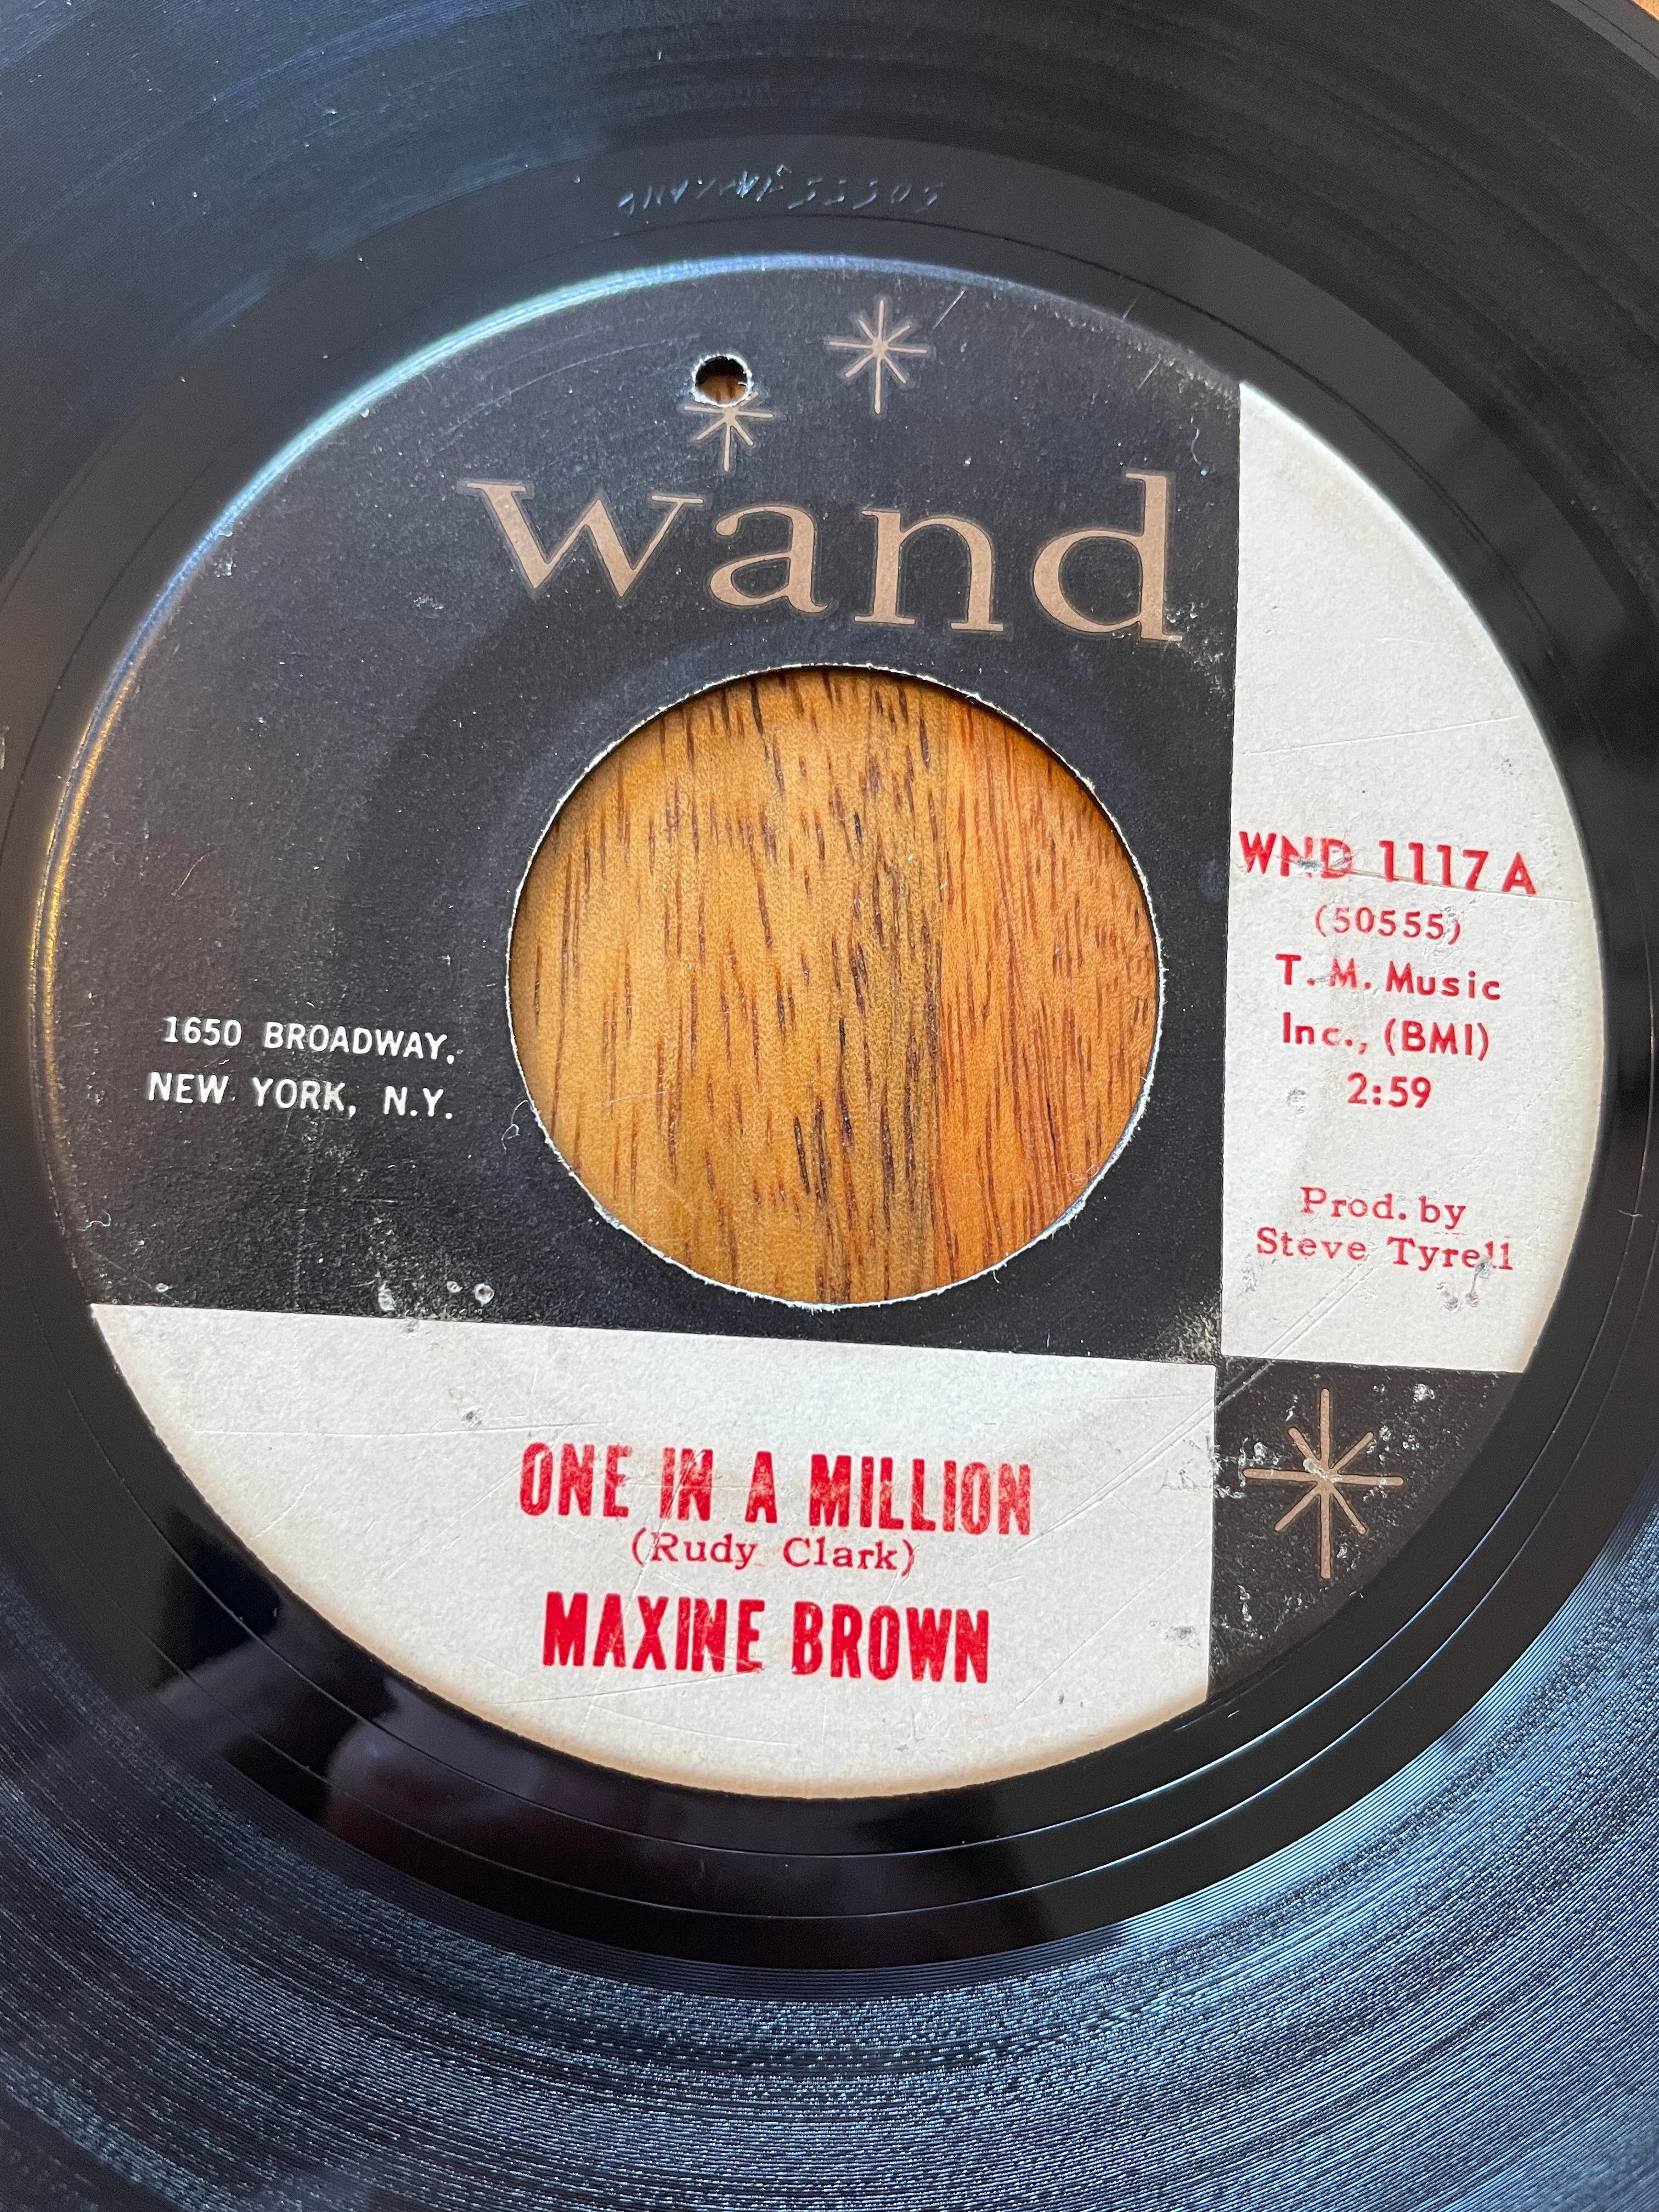 wand
1650 BROADWAY,
NEW YORK, N.Y.
WND 1117 A
(50555)
T. M. Music
Inc., (BMI)
2:59
Prod. by
Steve Tyrell
ONE IN A MILLION
(Rudy Clark)
MAXINE BROWN